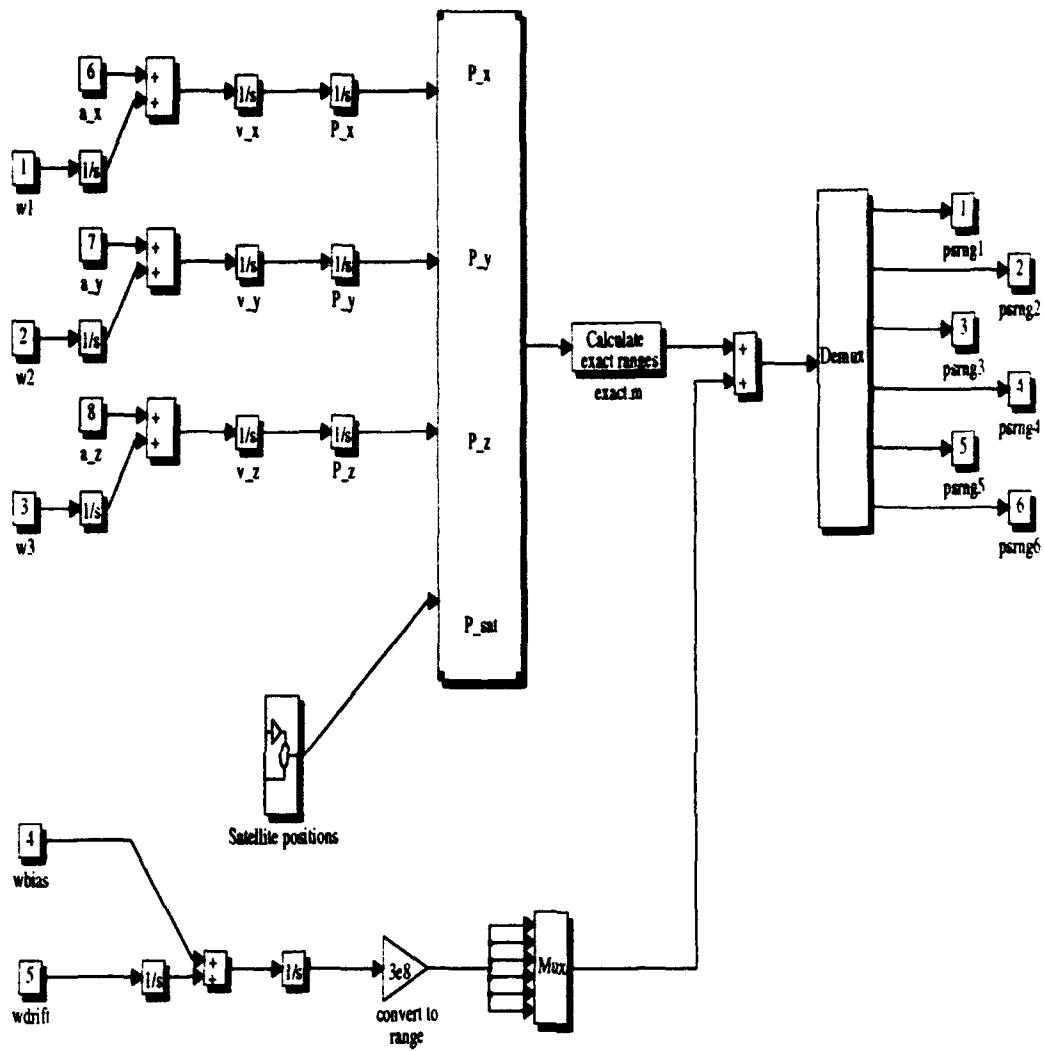 6
+
+
a_x
1/s
v_x
1/s
P_x
P_x
1
w1
1/s
7
+
+
a_y
1/s
v_y
1/s
P_y
P_y
2
w2
1/s
8
+
+
a_z
1/s
v_z
1/s
P_z
P_z
3
w3
1/s
P_sat
Satellite positions
Calculate
exact ranges
exact.m
+
+
Demux
1
psrng1
2
psrng2
3
psrng3
4
psrng4
5
psrng5
6
psrng6
4
wbias
5
wdrift
1/s
+
+
1/s
3e8
convert to
range
Mux